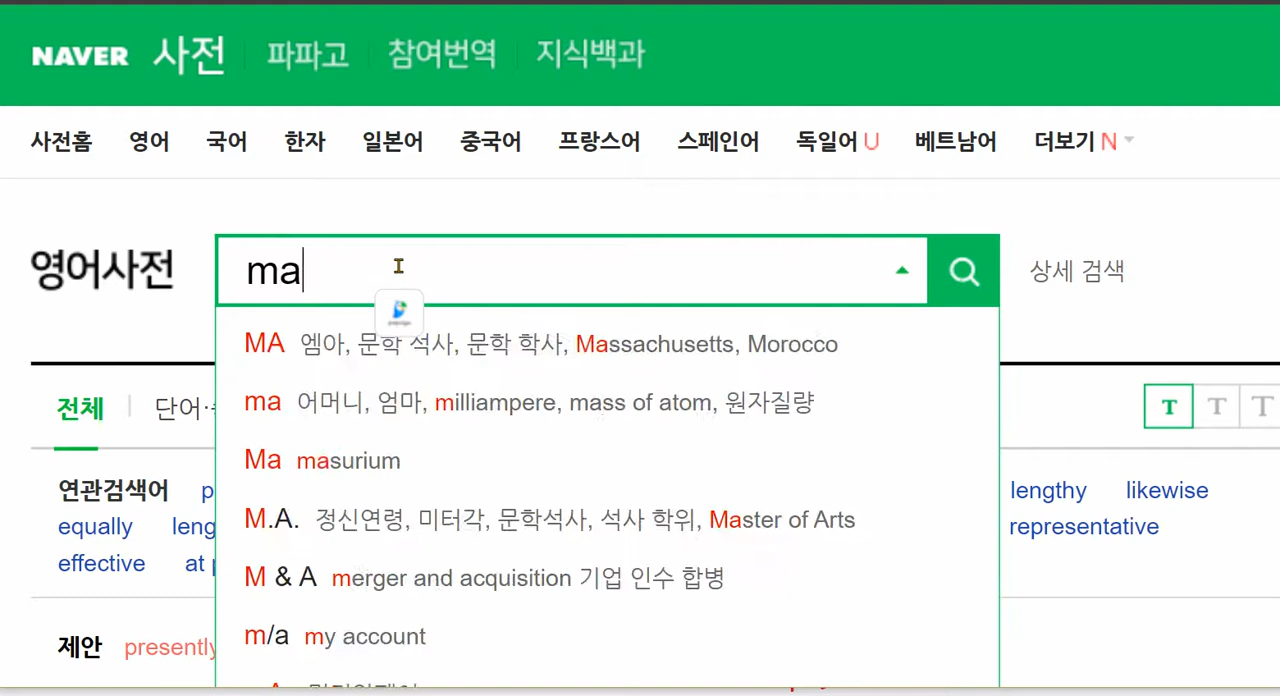 NAVER 사전 파파고 참여번역 지식백과
사전홈 영어 국어 한자 일본어 중국어 프랑스어 스페인어 독일어 U 베트남어 더보기 N
영어사전 ma 상세 검색
MA 엠아, 문학 석사, 문학 학사, Massachusetts, Morocco
전체 단어· T T T
ma 어머니, 엄마, milliampere, mass of atom, 원자질량
Ma masurium
연관검색어 p lengthy likewise
M.A. 정신연령, 미터각, 문학석사, 석사 학위, Master of Arts
equally leng representative
effective at p
M & A merger and acquisition 기업 인수 합병
m/a my account
제안 presently